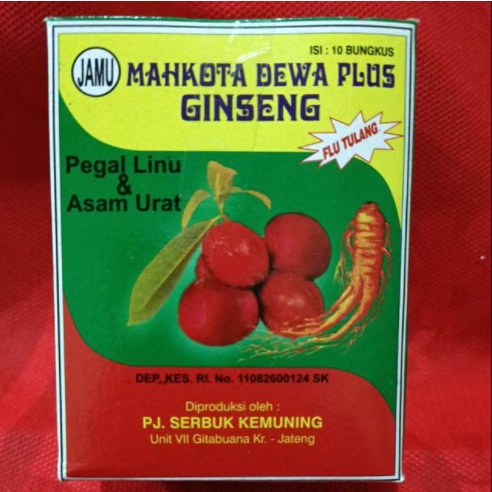 ISI : 10 BUNGKUS
JAMU
MAHKOTA DEWA PLUS
GINSENG
FLU TULANG
Pegal Linu
&
Asam Urat
DEP. KES. RI. No. 11082600124 SK
Diproduksi oleh :
PJ. SERBUK KEMUNING
Unit VII Gitabuana Kr. - Jateng